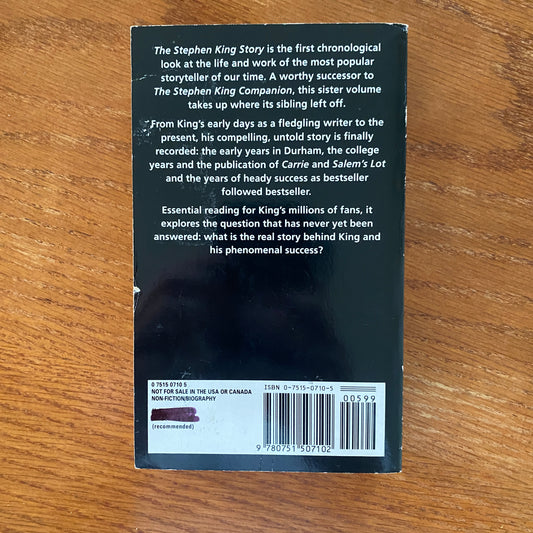 The Stephen King Story is the first chronological
look at the life and work of the most popular
storyteller of our time. A worthy successor to
The Stephen King Companion, this sister volume
takes up where its sibling left off.
From King's early days as a fledgling writer to the
present, his compelling, untold story is finally
recorded: the early years in Durham, the college
years and the publication of Carrie and Salem's Lot
and the years of heady success as bestseller
followed bestseller.
Essential reading for King's millions of fans, it
explores the question that has never yet been
answered: what is the real story behind King and
his phenomenal success?
0 7515 0710 5
NOT FOR SALE IN THE USA OR CANADA
NON-FICTION/BIOGRAPHY
(recommended)
ISBN 0-7515-0710-5
00599
9 780751 507102